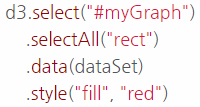 d3.select("#myGraph")
.selectAll("rect")
.data(dataSet)
.style("fill", "red")